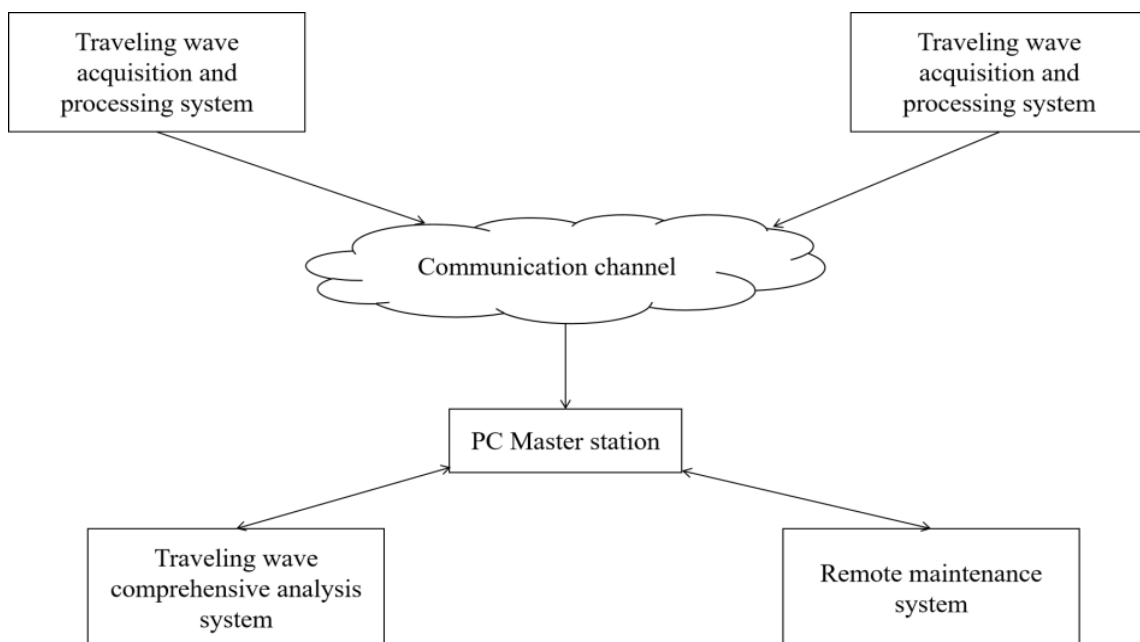 Traveling wave
acquisition and
processing system
Traveling wave
acquisition and
processing system
Communication channel
PC Master station
Traveling wave
comprehensive analysis
system
Remote maintenance
system